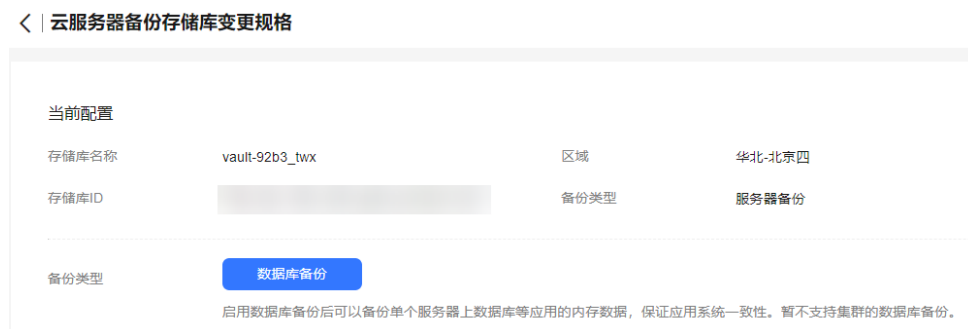 云服务器备份存储库变更规格
当前配置
存储库名称 vault-92b3_twx 区域 华北-北京四
存储库ID 备份类型 服务器备份
备份类型 数据库备份
启用数据库备份后可以备份单个服务器上数据库等应用的内存数据，保证应用系统一致性。暂不支持集群的数据库备份。